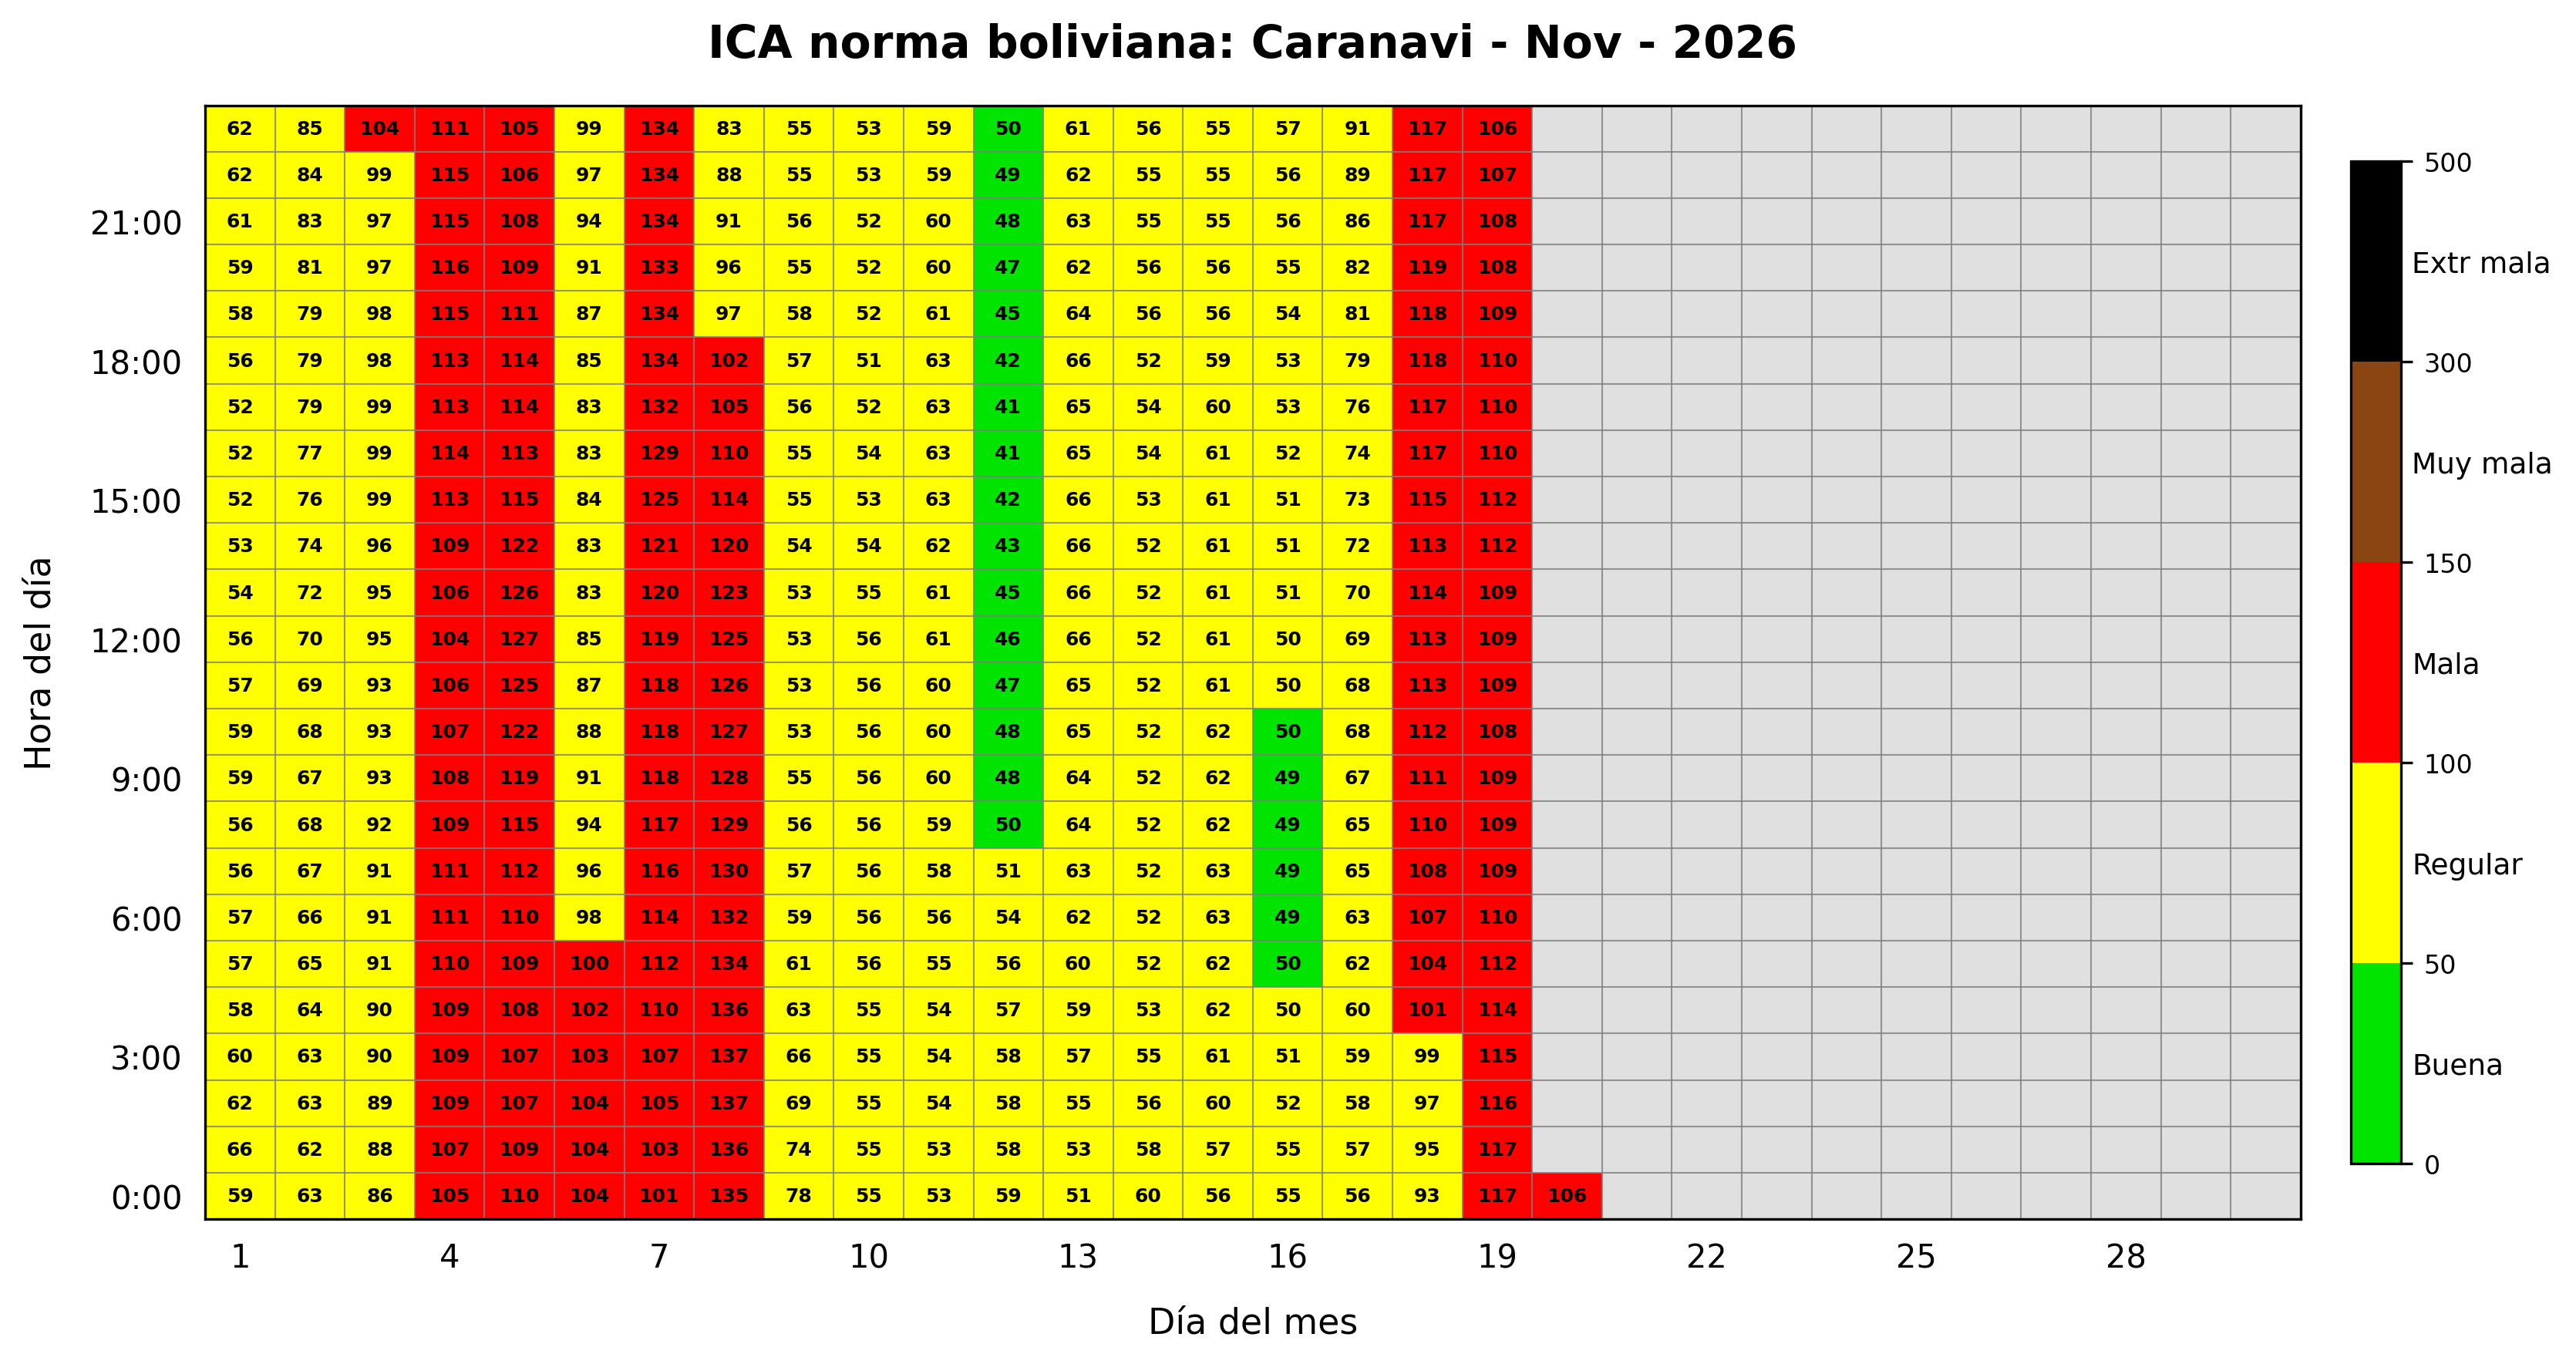 ICA norma boliviana: Caranavi - Nov - 2026
62 85 104 111 105 99 134 83 55 53 59 50 61 56 55 57 91 117 106
62 84 99 115 106 97 134 88 55 53 59 49 62 55 55 56 89 117 107
21:00 61 83 97 115 108 94 134 91 56 52 60 48 63 55 55 56 86 117 108
59 81 97 116 109 91 133 96 55 52 60 47 62 56 56 55 82 119 108
58 79 98 115 111 87 134 97 58 52 61 45 64 56 56 54 81 118 109
18:00 56 79 98 113 114 85 134 102 57 51 63 42 66 52 59 53 79 118 110
52 79 99 113 114 83 132 105 56 52 63 41 65 54 60 53 76 117 110
52 77 99 114 113 83 129 110 55 54 63 41 65 54 61 52 74 117 110
15:00 52 76 99 113 115 84 125 114 55 53 63 42 66 53 61 51 73 115 112
53 74 96 109 122 83 121 120 54 54 62 43 66 52 61 51 72 113 112
54 72 95 106 126 83 120 123 53 55 61 45 66 52 61 51 70 114 109
12:00 56 70 95 104 127 85 119 125 53 56 61 46 66 52 61 50 69 113 109
57 69 93 106 125 87 118 126 53 56 60 47 65 52 61 50 68 113 109
59 68 93 107 122 88 118 127 53 56 60 48 65 52 62 50 68 112 108
9:00 59 67 93 108 119 91 118 128 55 56 60 48 64 52 62 49 67 111 109
56 68 92 109 115 94 117 129 56 56 59 50 64 52 62 49 65 110 109
56 67 91 111 112 96 116 130 57 56 58 51 63 52 63 49 65 108 109
6:00 57 66 91 111 110 98 114 132 59 56 56 54 62 52 63 49 63 107 110
57 65 91 110 109 100 112 134 61 56 55 56 60 52 62 50 62 104 112
58 64 90 109 108 102 110 136 63 55 54 57 59 53 62 50 60 101 114
3:00 60 63 90 109 107 103 107 137 66 55 54 58 57 55 61 51 59 99 115
62 63 89 109 107 104 105 137 69 55 54 58 55 56 60 52 58 97 116
66 62 88 107 109 104 103 136 74 55 53 58 53 58 57 55 57 95 117
0:00 59 63 86 105 110 104 101 135 78 55 53 59 51 60 56 55 56 93 117 106
1 4 7 10 13 16 19 22 25 28
Día del mes
Hora del día
500
Extr mala
300
Muy mala
150
Mala
100
Regular
50
Buena
0